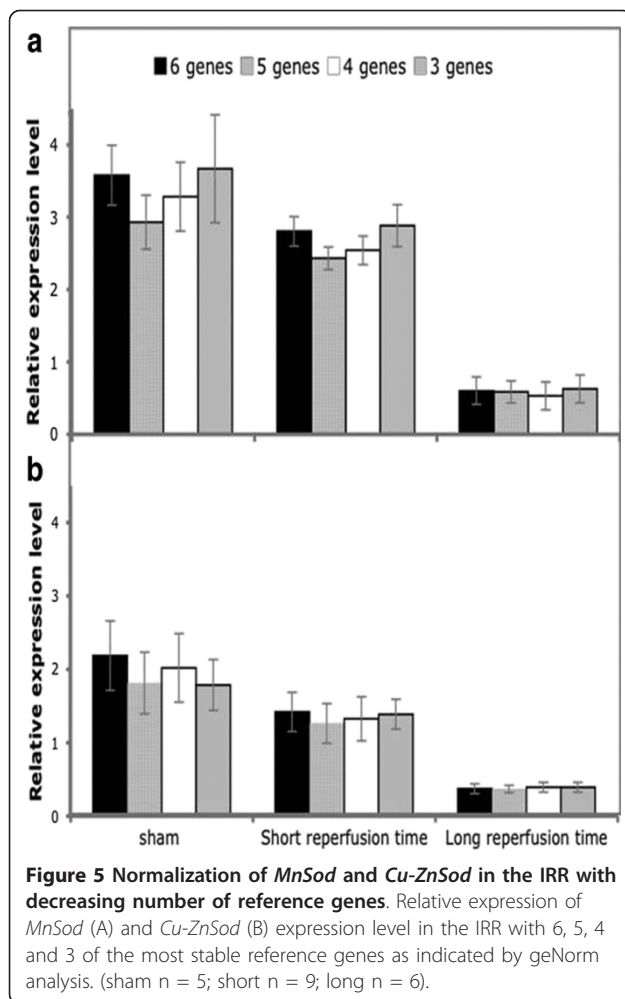 a
6 genes 5 genes 4 genes 3 genes
Relative expression level
4
3
2
1
0
b
Relative expression level
4
3
2
1
0
sham Short reperfusion time Long reperfusion time
Figure 5 Normalization of MnSod and Cu-ZnSod in the IRR with
decreasing number of reference genes. Relative expression of
MnSod (A) and Cu-ZnSod (B) expression level in the IRR with 6, 5, 4
and 3 of the most stable reference genes as indicated by geNorm
analysis. (sham n = 5; short n = 9; long n = 6).